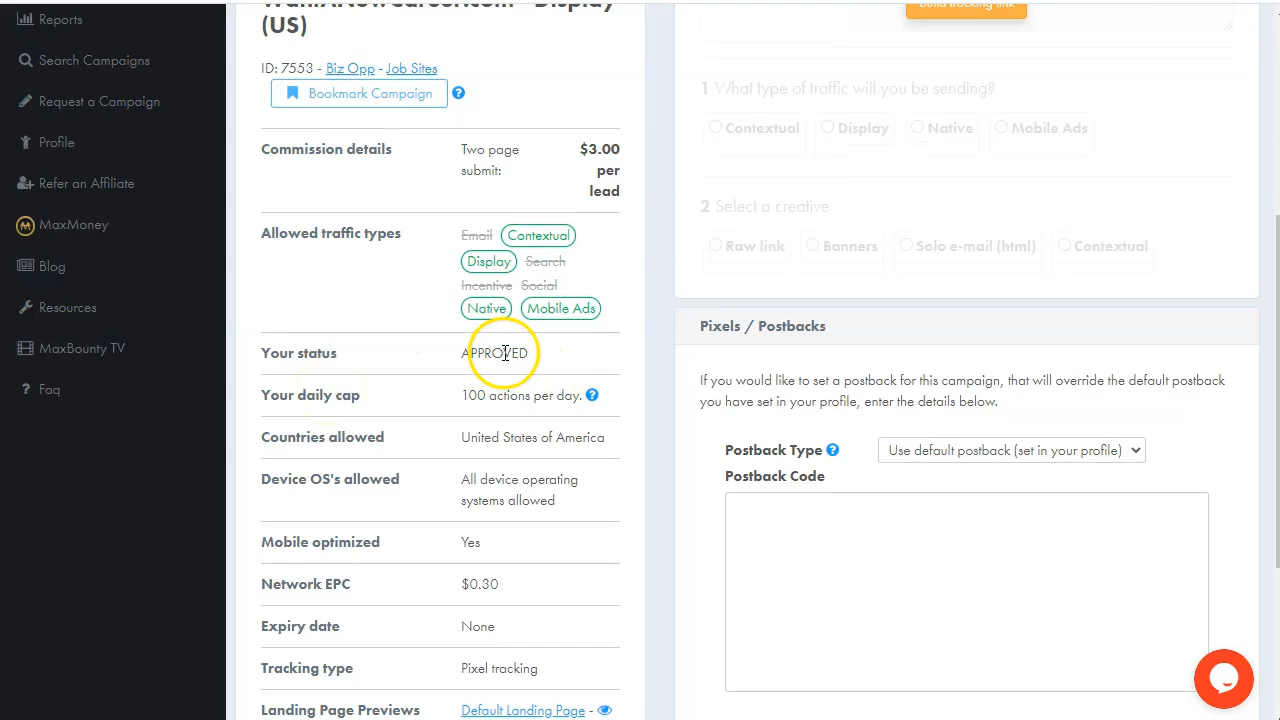 Reports
Search Campaigns
Request a Campaign
Profile
Refer an Affiliate
MaxMoney
Blog
Resources
MaxBounty TV
? Faq
(US)
ID: 7553 - Biz Opp - Job Sites
Bookmark Campaign ?
Commission details
Two page
submit:
$3.00
per
lead
Allowed traffic types
Email Contextual
Display Search
Incentive Social
Native Mobile Ads
Your status APPROVED
Your daily cap 100 actions per day. ?
Countries allowed United States of America
Device OS's allowed All device operating
systems allowed
Mobile optimized Yes
Network EPC $0.30
Expiry date None
Tracking type Pixel tracking
Landing Page Previews Default Landing Page -
Build tracking link
1 What type of traffic will you be sending?
Contextual Display Native Mobile Ads
2 Select a creative
Raw link Banners Solo e-mail (html) Contextual
Pixels / Postbacks
If you would like to set a postback for this campaign, that will override the default postback
you have set in your profile, enter the details below.
Postback Type ? Use default postback (set in your profile)
Postback Code